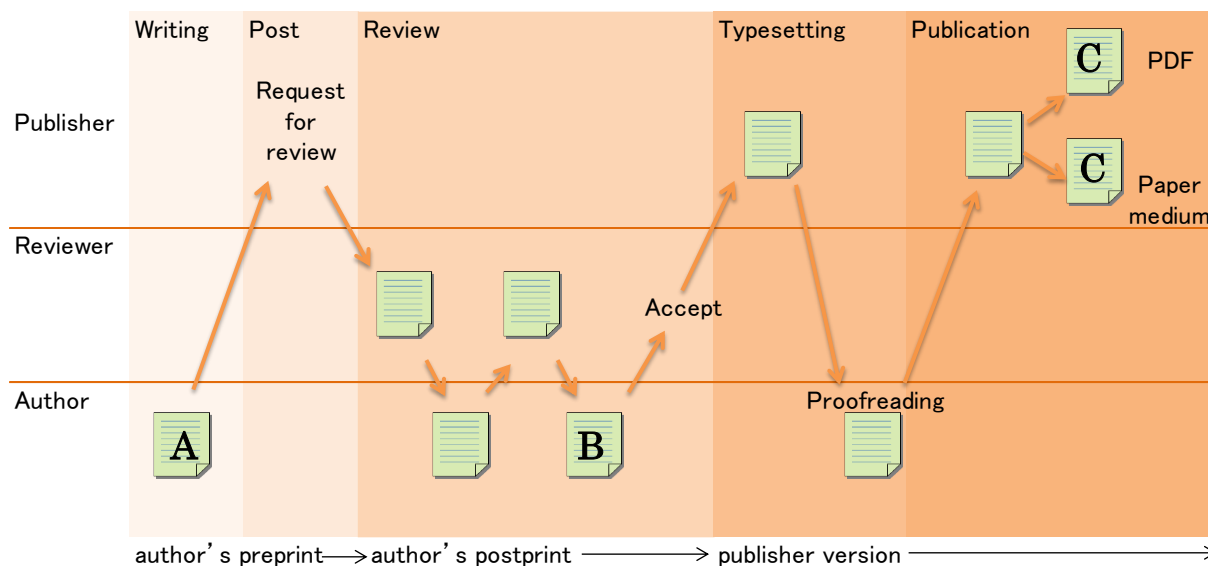 Writing
Post
Review
Typesetting
Publication
Publisher
Request
for
review
C
PDF
C
Paper
medium
Reviewer
Accept
Author
Proofreading
A
B
author's preprint
author's postprint
publisher version